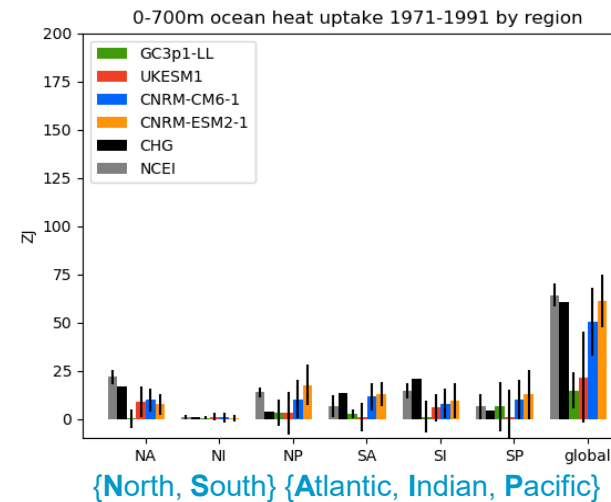 0-700m ocean heat uptake 1971-1991 by region
200
175
150
125
100
75
50
25
0
ZJ
GC3p1-LL
UKESM1
CNRM-CM6-1
CNRM-ESM2-1
CHG
NCEI
NA NI NP SA SI SP global
{North, South} {Atlantic, Indian, Pacific}